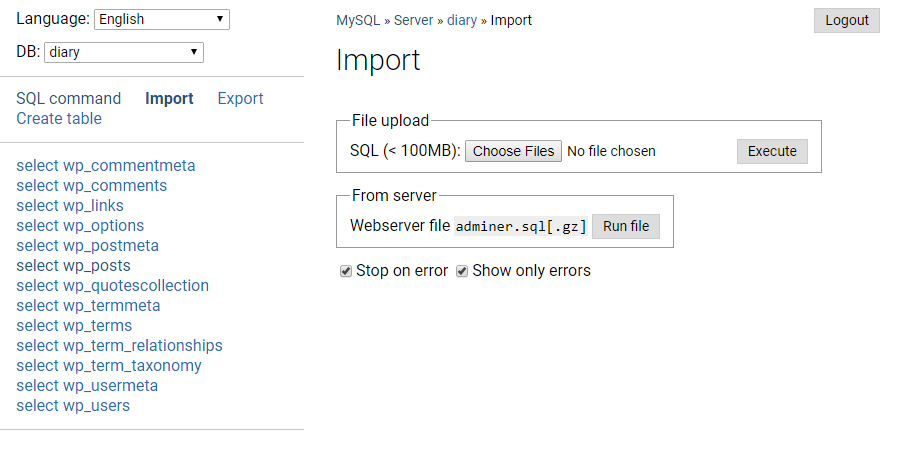 Language: English
DB: diary
SQL command Import Export
Create table
select wp_commentmeta
select wp_comments
select wp_links
select wp_options
select wp_postmeta
select wp_posts
select wp_quotescollection
select wp_termmeta
select wp_terms
select wp_term_relationships
select wp_term_taxonomy
select wp_usermeta
select wp_users
MySQL » Server » diary » Import
Logout
Import
File upload
SQL (< 100MB): Choose Files No file chosen Execute
From server
Webserver file adminer.sql[.gz] Run file
Stop on error Show only errors